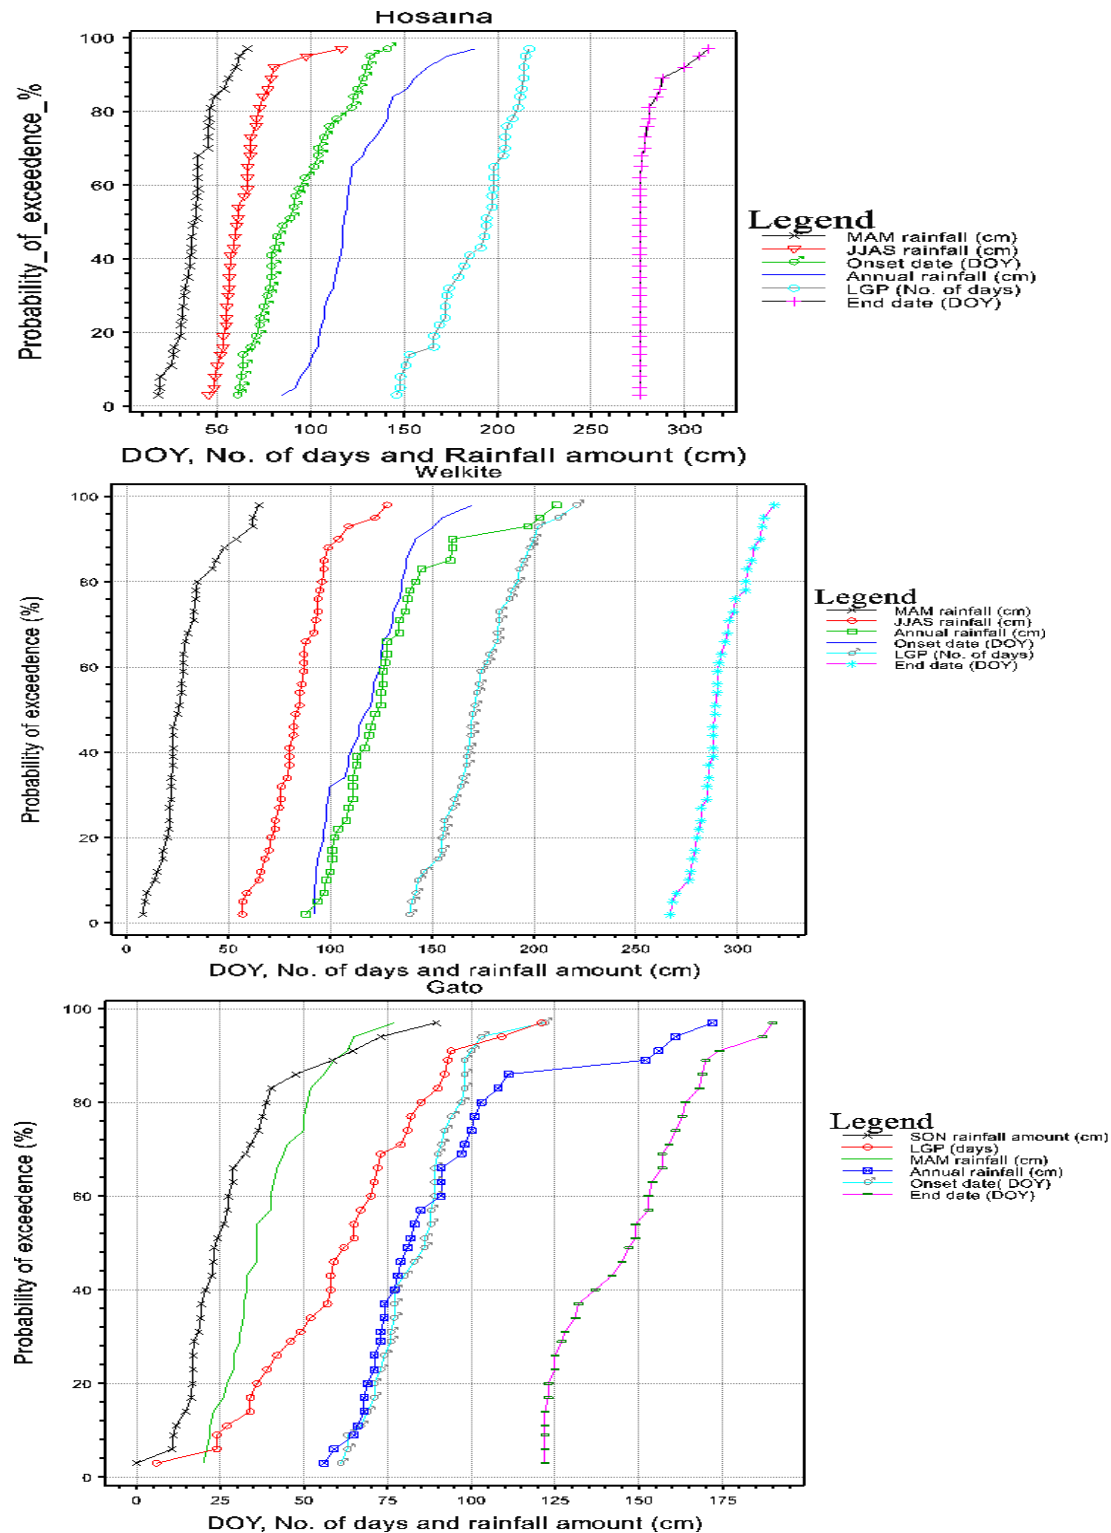 Hosaina
Probability_of_exceedence_%
100
80
60
40
20
0
50
100
150
200
250
300
DOY, No. of days and Rainfall amount (cm)
Legend
MAM rainfall (cm)
JJAS rainfall (cm)
Onset date (DOY)
Annual rainfall (cm)
LGP (No. of days)
End date (DOY)
Welkite
Probability of exceedence (%)
100
80
60
40
20
0
0
50
100
150
200
250
300
DOY, No. of days and rainfall amount (cm)
Legend
MAM rainfall (cm)
JJAS rainfall (cm)
Annual rainfall (cm)
Onset date (DOY)
LGP (No. of days)
End date (DOY)
Gato
Probability of exceedence (%)
100
80
60
40
20
0
0
25
50
75
100
125
150
175
DOY, No. of days and rainfall amount (cm)
Legend
SON rainfall amount (cm)
LGP (days)
MAM rainfall (cm)
Annual rainfall (cm)
Onset date( DOY)
End date (DOY)